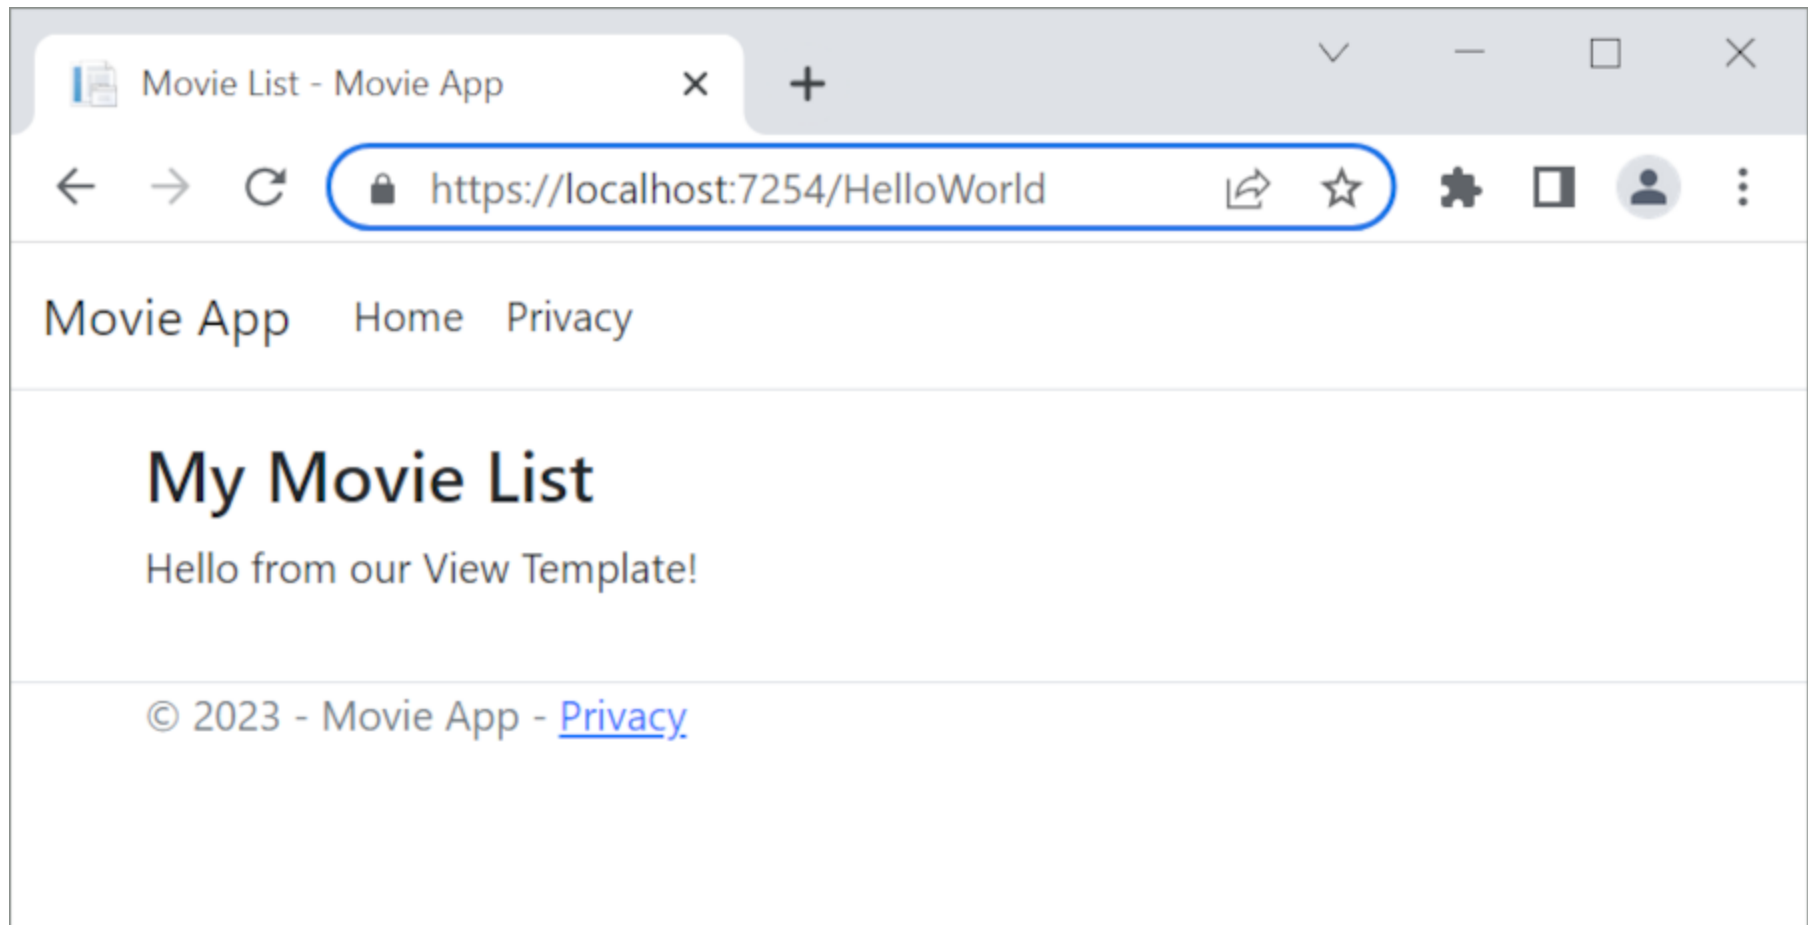 Movie List - Movie App
https://localhost:7254/HelloWorld
Movie App Home Privacy
My Movie List
Hello from our View Template!
© 2023 - Movie App - Privacy